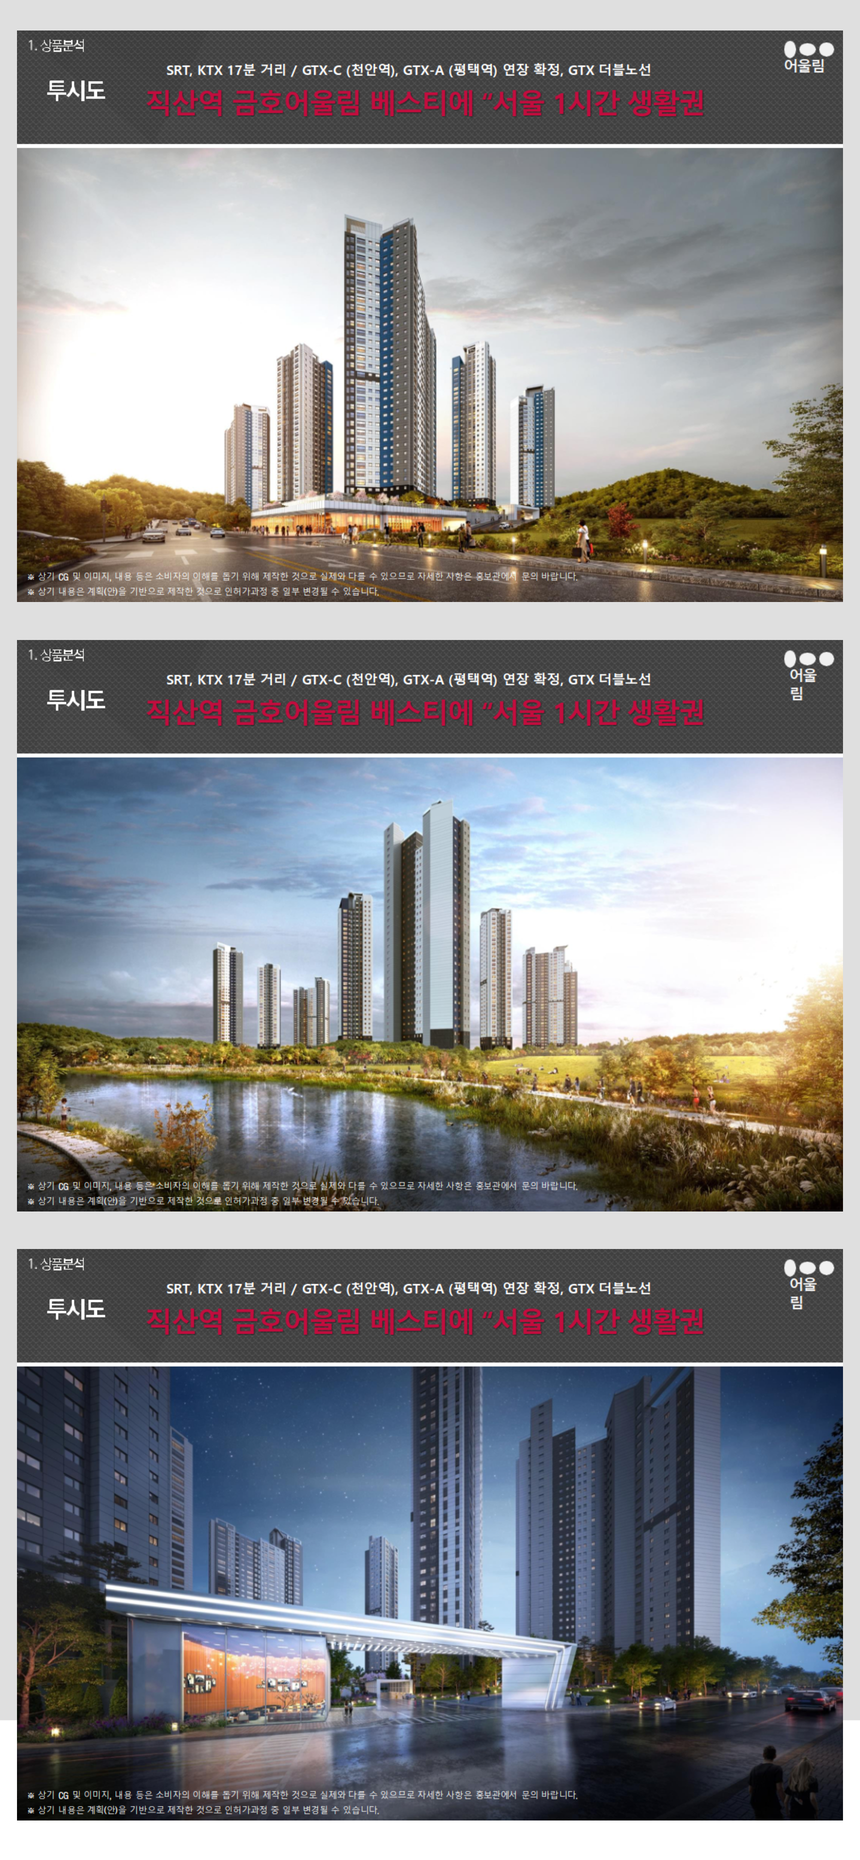 1. 상품분석
어울림
SRT, KTX 17분 거리 / GTX-C (천안역), GTX-A (평택역) 연장 확정, GTX 더블노선
투시도
직산역 금호어울림 베스티에 “서울 1시간 생활권
※ 상기 CG 및 이미지, 내용 등은 소비자의 이해를 돕기 위해 제작한 것으로 실제와 다를 수 있으므로 자세한 사항은 홍보관에서 문의 바랍니다.
※ 상기 내용은 계획(안)을 기반으로 제작한 것으로 인허가과정 중 일부 변경될 수 있습니다.
1. 상품분석
어울
림
SRT, KTX 17분 거리 / GTX-C (천안역), GTX-A (평택역) 연장 확정, GTX 더블노선
투시도
직산역 금호어울림 베스티에 “서울 1시간 생활권
※ 상기 CG 및 이미지, 내용 등은 소비자의 이해를 돕기 위해 제작한 것으로 실제와 다를 수 있으므로 자세한 사항은 홍보관에서 문의 바랍니다.
※ 상기 내용은 계획(안)을 기반으로 제작한 것으로 인허가과정 중 일부 변경될 수 있습니다.
1. 상품분석
어울
림
SRT, KTX 17분 거리 / GTX-C (천안역), GTX-A (평택역) 연장 확정, GTX 더블노선
투시도
직산역 금호어울림 베스티에 “서울 1시간 생활권
※ 상기 CG 및 이미지, 내용 등은 소비자의 이해를 돕기 위해 제작한 것으로 실제와 다를 수 있으므로 자세한 사항은 홍보관에서 문의 바랍니다.
※ 상기 내용은 계획(안)을 기반으로 제작한 것으로 인허가과정 중 일부 변경될 수 있습니다.